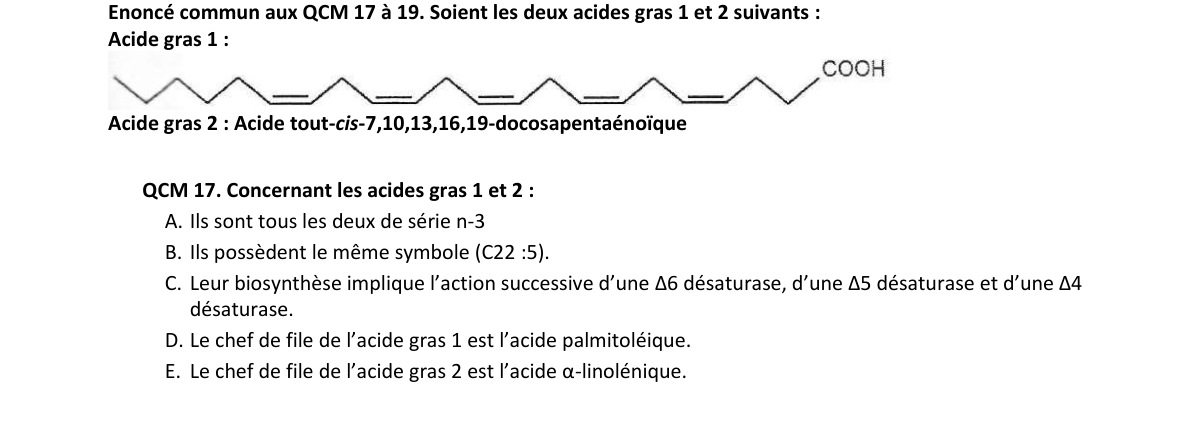 Enoncé commun aux QCM 17 à 19. Soient les deux acides gras 1 et 2 suivants :
Acide gras 1 :
COOH
Acide gras 2 : Acide tout-cis-7,10,13,16,19-docosapentaénoïque
QCM 17. Concernant les acides gras 1 et 2 :
A. Ils sont tous les deux de série n-3
B. Ils possèdent le même symbole (C22 :5).
C. Leur biosynthèse implique l’action successive d’une Δ6 désaturase, d’une Δ5 désaturase et d’une Δ4
désaturase.
D. Le chef de file de l’acide gras 1 est l’acide palmitoléique.
E. Le chef de file de l’acide gras 2 est l’acide α-linolénique.